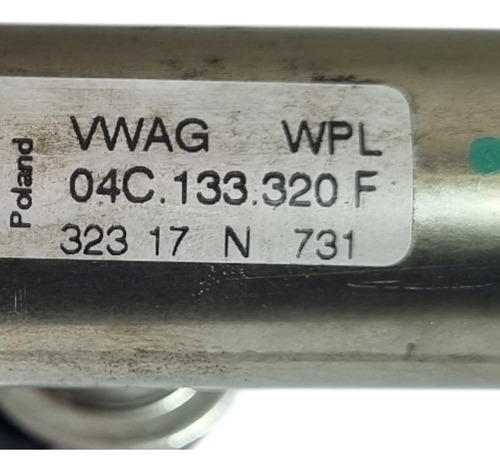 Poland
VWAG WPL
04C.133.320 F
323 17 N 731